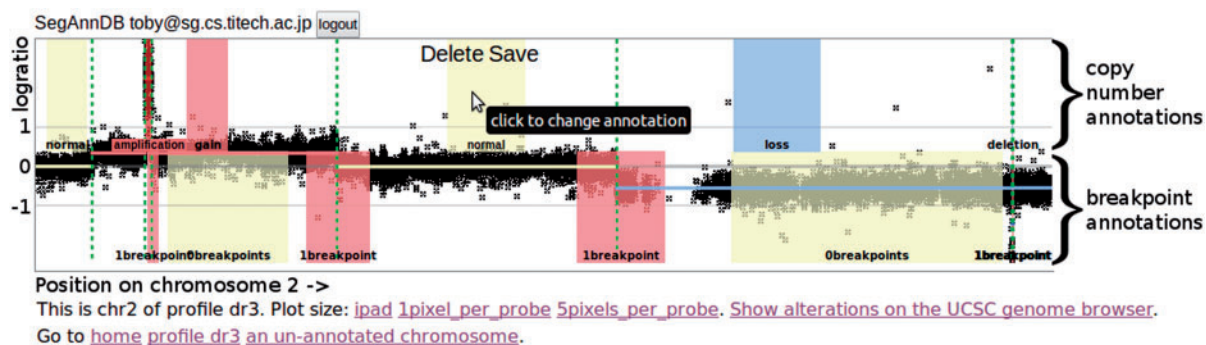 SegAnnDB toby@sg.cs.titech.ac.jp logout
Delete Save
logratio
1
0
-1
click to change annotation
normal amplification gain normal loss deletion
1breakpoint 0breakpoints 1breakpoint 1breakpoint 0breakpoints 1breakpoint
copy
number
annotations
breakpoint
annotations
Position on chromosome 2 ->
This is chr2 of profile dr3. Plot size: ipad 1pixel_per_probe 5pixels_per_probe. Show alterations on the UCSC genome browser.
Go to home profile dr3 an un-annotated chromosome.